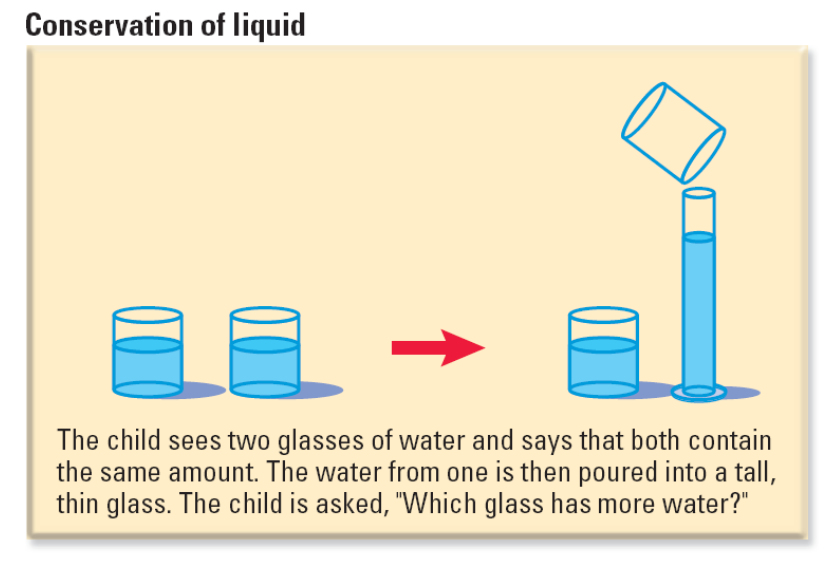 Conservation of liquid
The child sees two glasses of water and says that both contain
the same amount. The water from one is then poured into a tall,
thin glass. The child is asked, "Which glass has more water?"